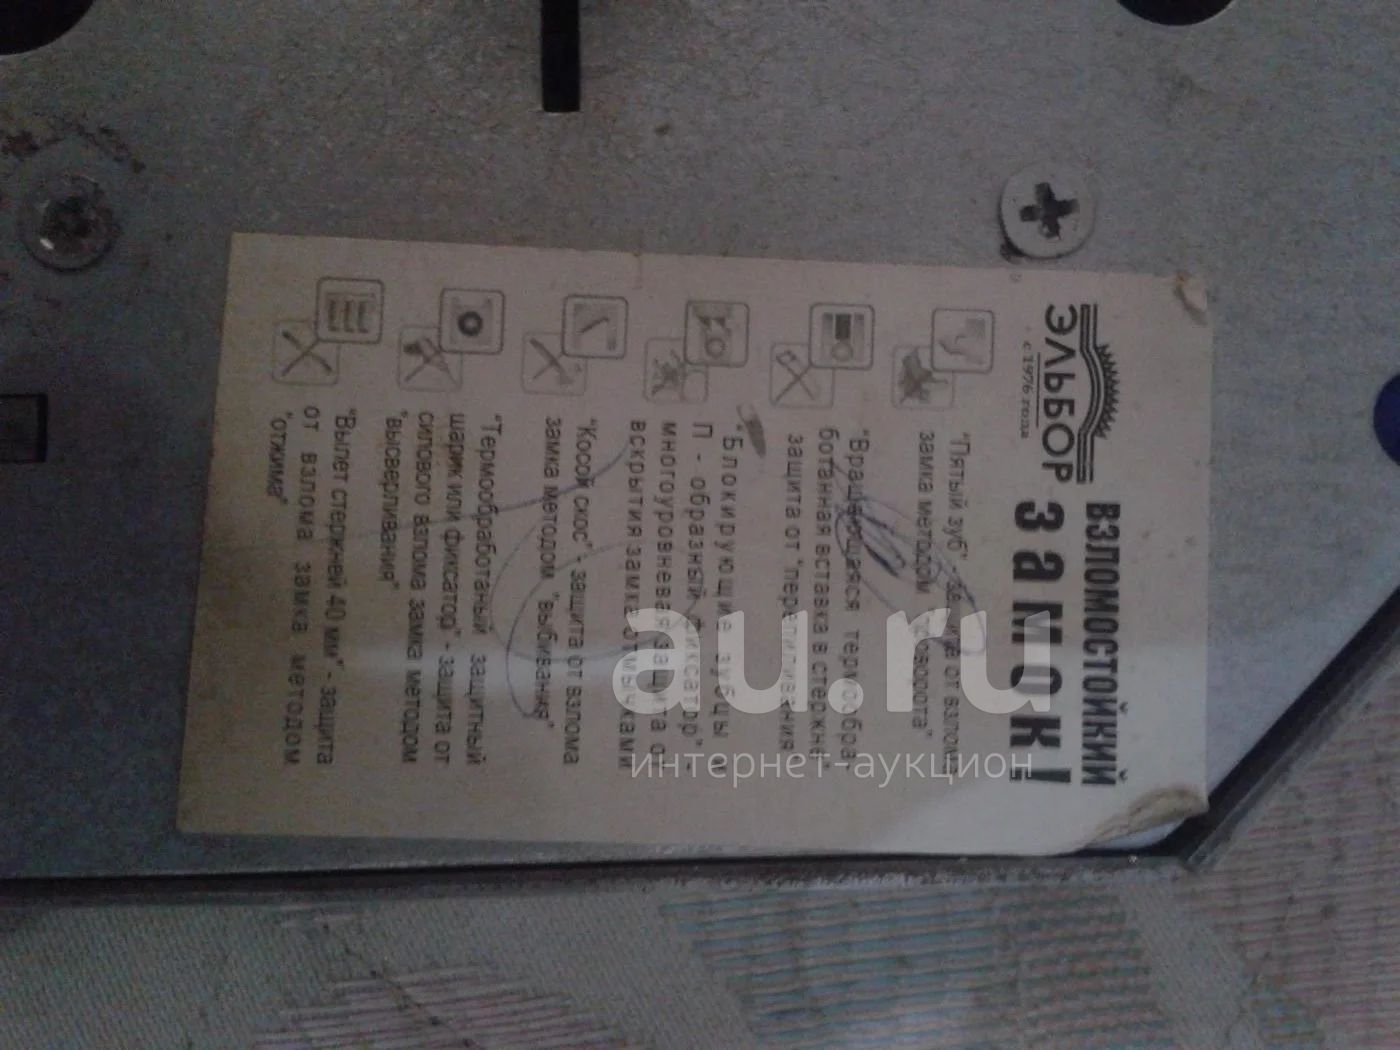 ЭЛЬБОР
с 1976 года
ВЗЛОМОСТОЙКИЙ
ЗАМОК!
"Пятый зуб" - защита от взлома
замка методом "проворота"
"Вращающаяся термообра-
ботанная вставка в стержне" -
защита от "перепиливания"
"Блокирующие зубцы и
П - образный фиксатор" -
многоуровневая защита от
вскрытия замка отмычками
"Косой скос" - защита от взлома
замка методом "выбивания"
"Термообработаный защитный
шарик или фиксатор" - защита от
силового взлома замка методом
"высверливания"
"Вылет стержней 40 мм" - защита
от взлома замка методом
"отжима"
au.ru
интернет-аукцион